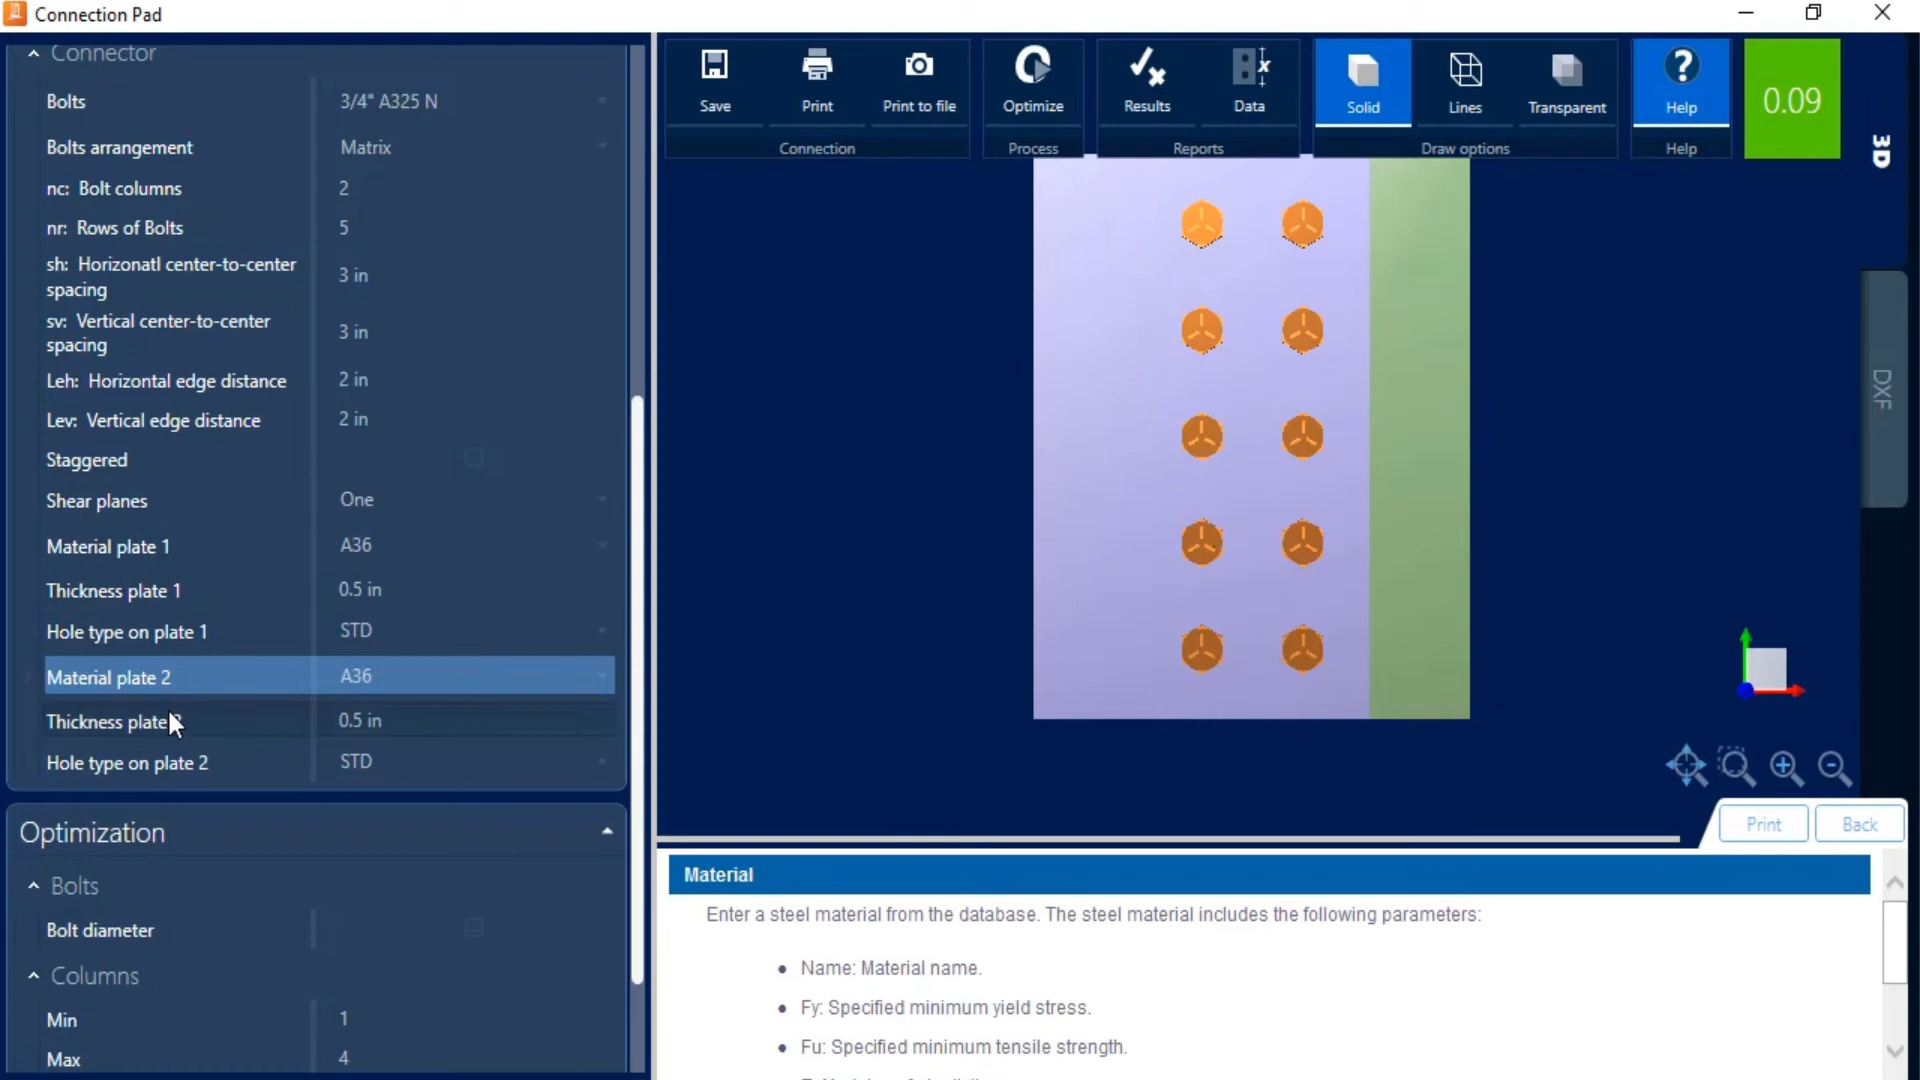 Connection Pad
Connector
Bolts 3/4" A325 N
Bolts arrangement Matrix
nc: Bolt columns 2
nr: Rows of Bolts 5
sh: Horizonatl center-to-center
spacing 3 in
sv: Vertical center-to-center
spacing 3 in
Leh: Horizontal edge distance 2 in
Lev: Vertical edge distance 2 in
Staggered
Shear planes One
Material plate 1 A36
Thickness plate 1 0.5 in
Hole type on plate 1 STD
Material plate 2 A36
Thickness plate 0.5 in
Hole type on plate 2 STD
Optimization
Bolts
Bolt diameter
Columns
Min 1
Max 4
Save Print Print to file Optimize Results Data Solid Lines Transparent Help
Connection Process Reports Draw options Help
0.09
3D
DXF
Print Back
Material
Enter a steel material from the database. The steel material includes the following parameters:
• Name: Material name.
• Fy: Specified minimum yield stress.
• Fu: Specified minimum tensile strength.